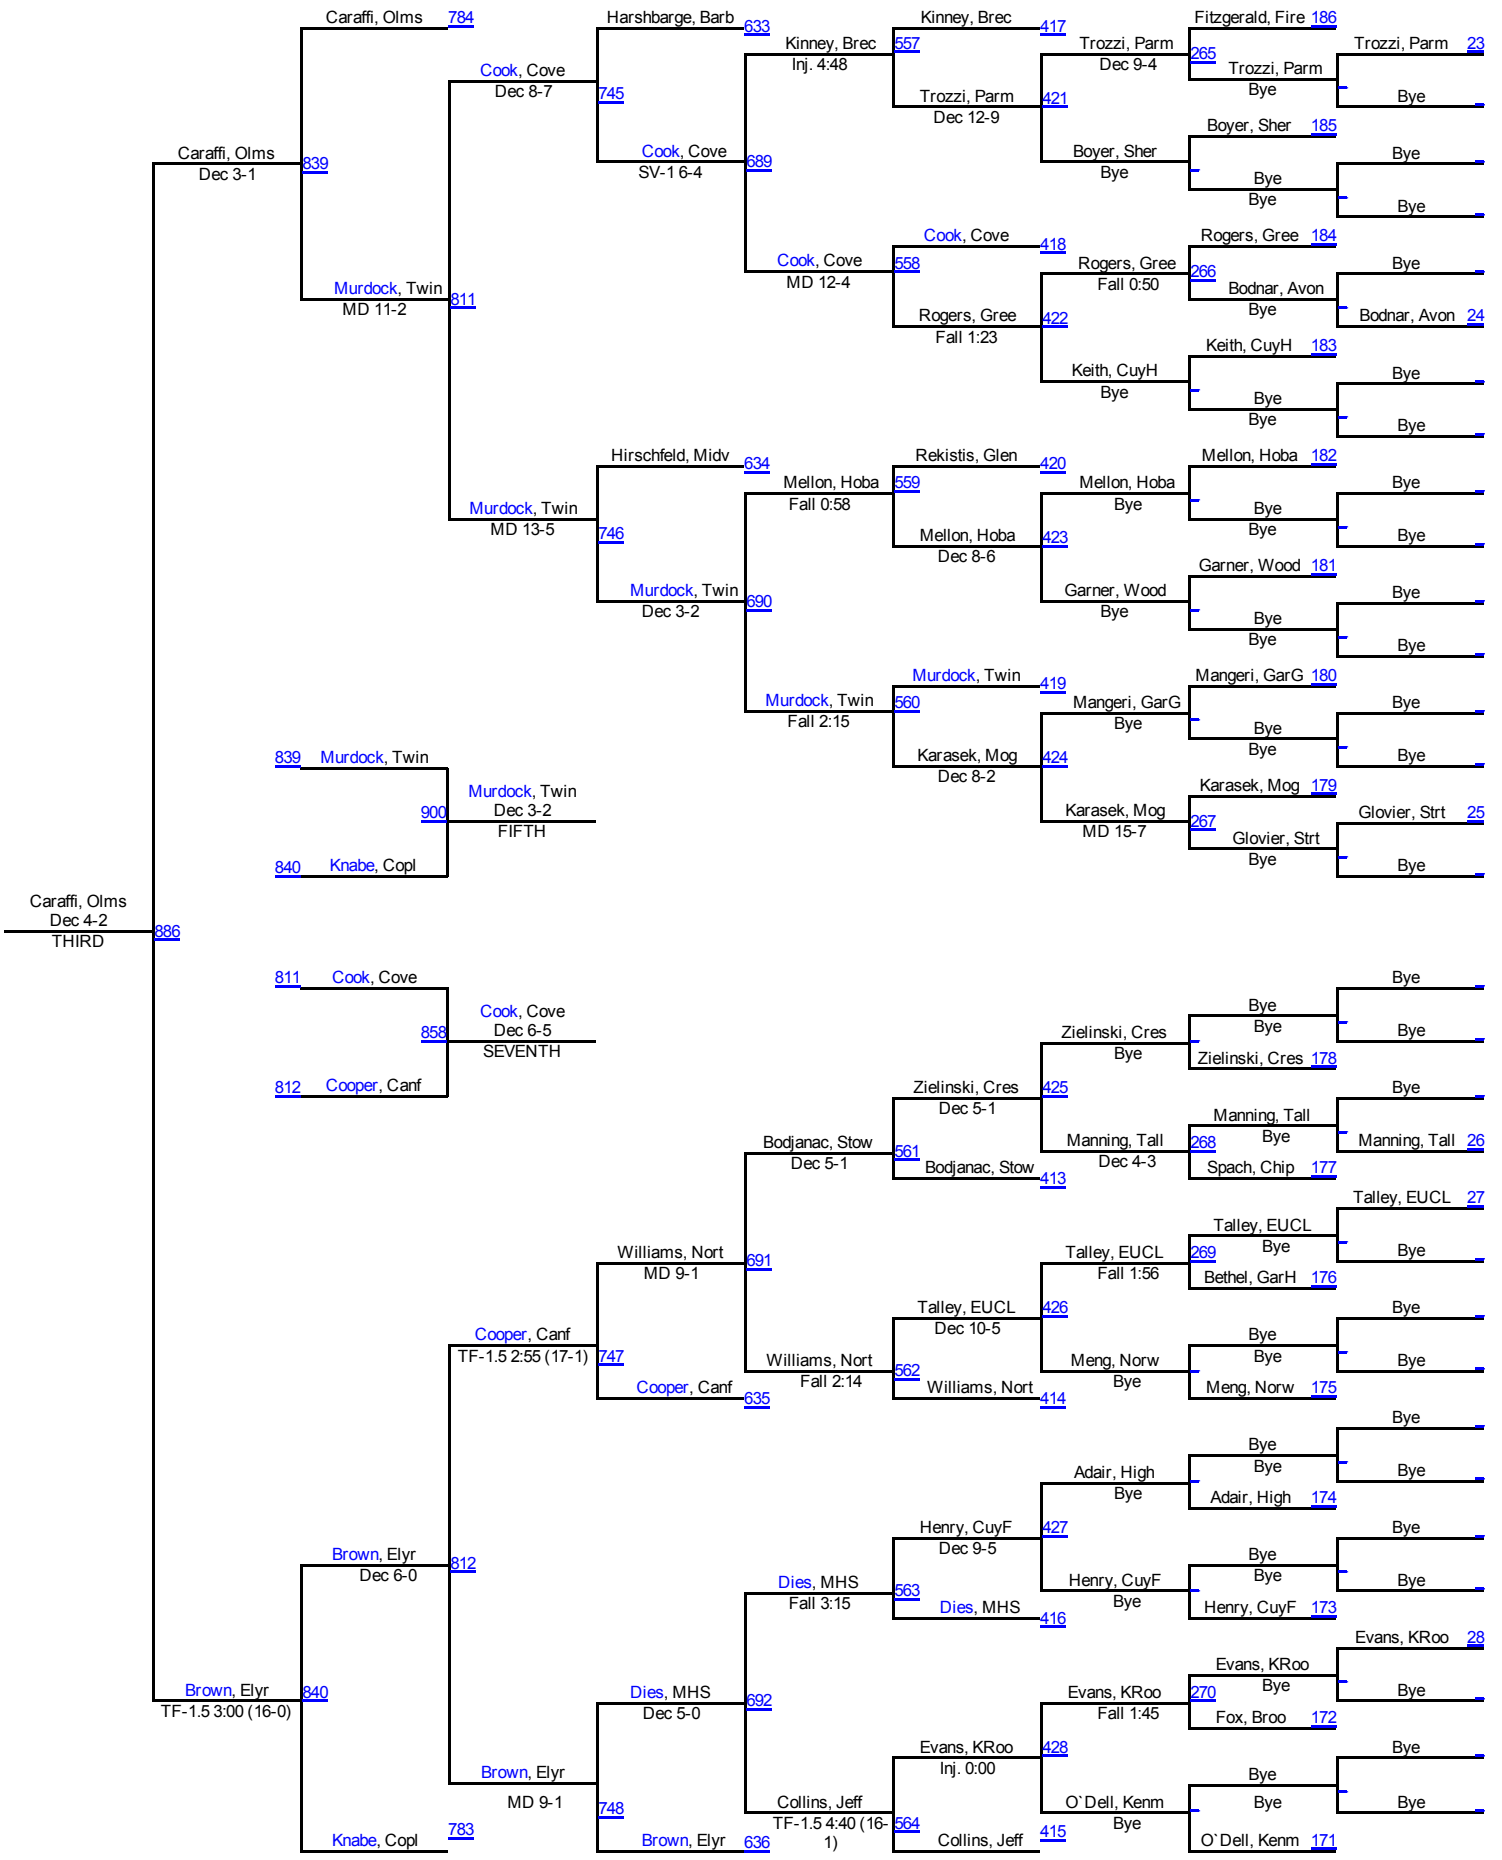 Caraffi, Olms 784
Harshbarge, Barb 633
Kinney, Brec 417
Fitzgerald, Fire 186
Kinney, Brec 557
Inj. 4:48
Trozzi, Parm
Dec 9-4
265
Trozzi, Parm 23
Cook, Cove
Dec 8-7
745
Trozzi, Parm
Bye
Trozzi, Parm
Dec 12-9
421
Bye
Boyer, Sher 185
Caraffi, Olms
Dec 3-1
839
Cook, Cove
SV-1 6-4
689
Boyer, Sher
Bye
Bye
Bye
Bye
Bye
Cook, Cove 418
Rogers, Gree 184
Cook, Cove
MD 12-4
558
Rogers, Gree
Fall 0:50
266
Bye
Murdock, Twin
MD 11-2
811
Bodnar, Avon
Bye
Rogers, Gree
Fall 1:23
422
Bodnar, Avon 24
Keith, CuyH 183
Keith, CuyH
Bye
Bye
Bye
Bye
Bye
Hirschfeld, Midv 634
Rekistis, Glen 420
Mellon, Hoba 182
Mellon, Hoba
Fall 0:58
559
Mellon, Hoba
Bye
Bye
Murdock, Twin
MD 13-5
746
Bye
Bye
Mellon, Hoba
Dec 8-6
423
Bye
Garner, Wood 181
Murdock, Twin
Dec 3-2
690
Garner, Wood
Bye
Bye
Bye
Bye
Bye
Murdock, Twin 419
Mangeri, GarG 180
Murdock, Twin
Fall 2:15
560
Mangeri, GarG
Bye
Bye
Bye
Bye
839 Murdock, Twin
Karasek, Mog
Dec 8-2
424
Bye
Murdock, Twin
900 Dec 3-2
FIFTH
Karasek, Mog 179
Karasek, Mog
MD 15-7
267
Glovier, Strt 25
Glovier, Strt
Bye
840 Knabe, Copl
Bye
Caraffi, Olms
Dec 4-2
THIRD
886
811 Cook, Cove
Bye
Cook, Cove
858 Dec 6-5
SEVENTH
Bye
Bye
Zielinski, Cres
Bye
Bye
Zielinski, Cres 178
812 Cooper, Canf
Zielinski, Cres
Dec 5-1
425
Bye
Manning, Tall
Bye
Bodjanac, Stow
Dec 5-1
561
Manning, Tall
Dec 4-3
268
Manning, Tall 26
Bodjanac, Stow 413
Spach, Chip 177
Talley, EUCL 27
Talley, EUCL
Bye
Williams, Nort
MD 9-1
691
Talley, EUCL
Fall 1:56
269
Bye
Bethel, GarH 176
Talley, EUCL
Dec 10-5
426
Bye
Cooper, Canf
TF-1.5 2:55 (17-1) 747
Bye
Bye
Williams, Nort
Fall 2:14
562
Meng, Norw
Bye
Bye
Cooper, Canf 635
Williams, Nort 414
Meng, Norw 175
Bye
Bye
Bye
Adair, High
Bye
Bye
Adair, High 174
Henry, CuyF
Dec 9-5
427
Bye
Brown, Elyr
Dec 6-0
812
Bye
Bye
Dies, MHS
Fall 3:15
563
Henry, CuyF
Bye
Bye
Dies, MHS 416
Henry, CuyF 173
Evans, KRoo 28
Evans, KRoo
Bye
Brown, Elyr
TF-1.5 3:00 (16-0)
840
Dies, MHS
Dec 5-0
692
Evans, KRoo
Fall 1:45
270
Bye
Fox, Broo 172
Evans, KRoo
Inj. 0:00
428
Bye
Brown, Elyr
MD 9-1
748
Bye
Bye
Collins, Jeff
TF-1.5 4:40 (16-
1)
564
O`Dell, Kenm
Bye
Bye
Knabe, Copl 783
Brown, Elyr 636
Collins, Jeff 415
O`Dell, Kenm 171